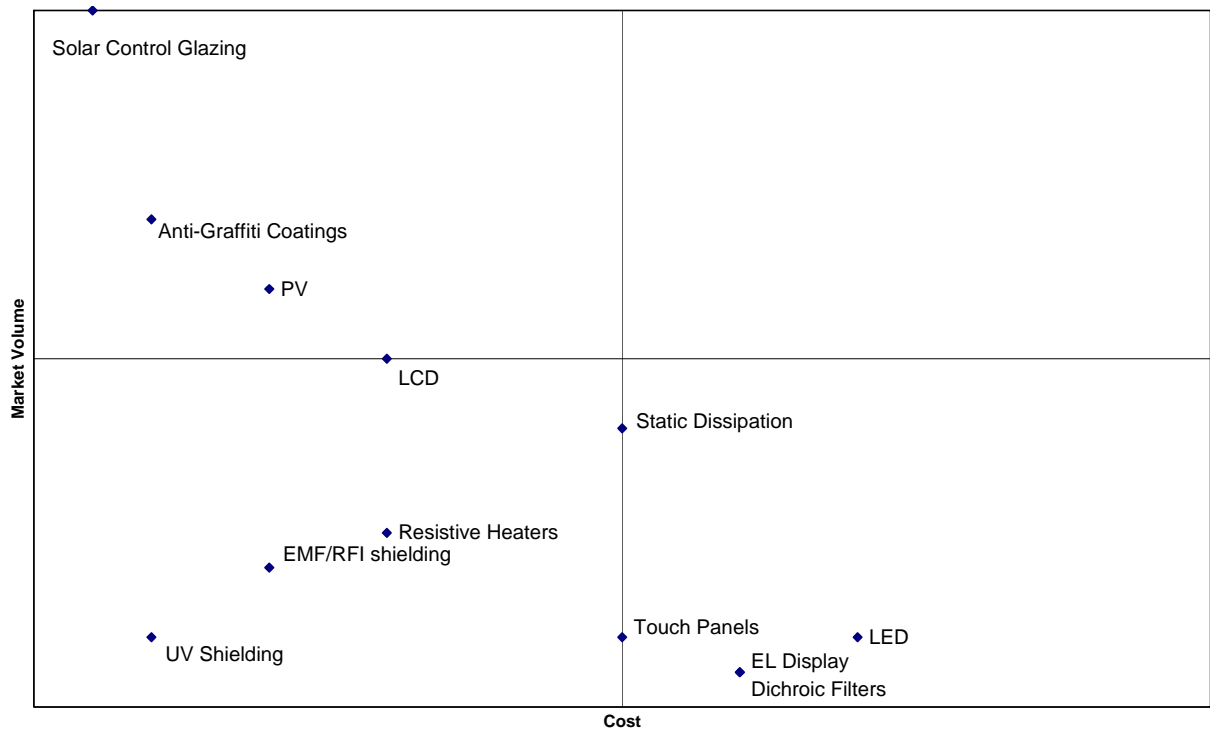 Solar Control Glazing
Anti-Graffiti Coatings
PV
Market Volume
LCD
Static Dissipation
Resistive Heaters
EMF/RFI shielding
Touch Panels
LED
UV Shielding
EL Display
Dichroic Filters
Cost